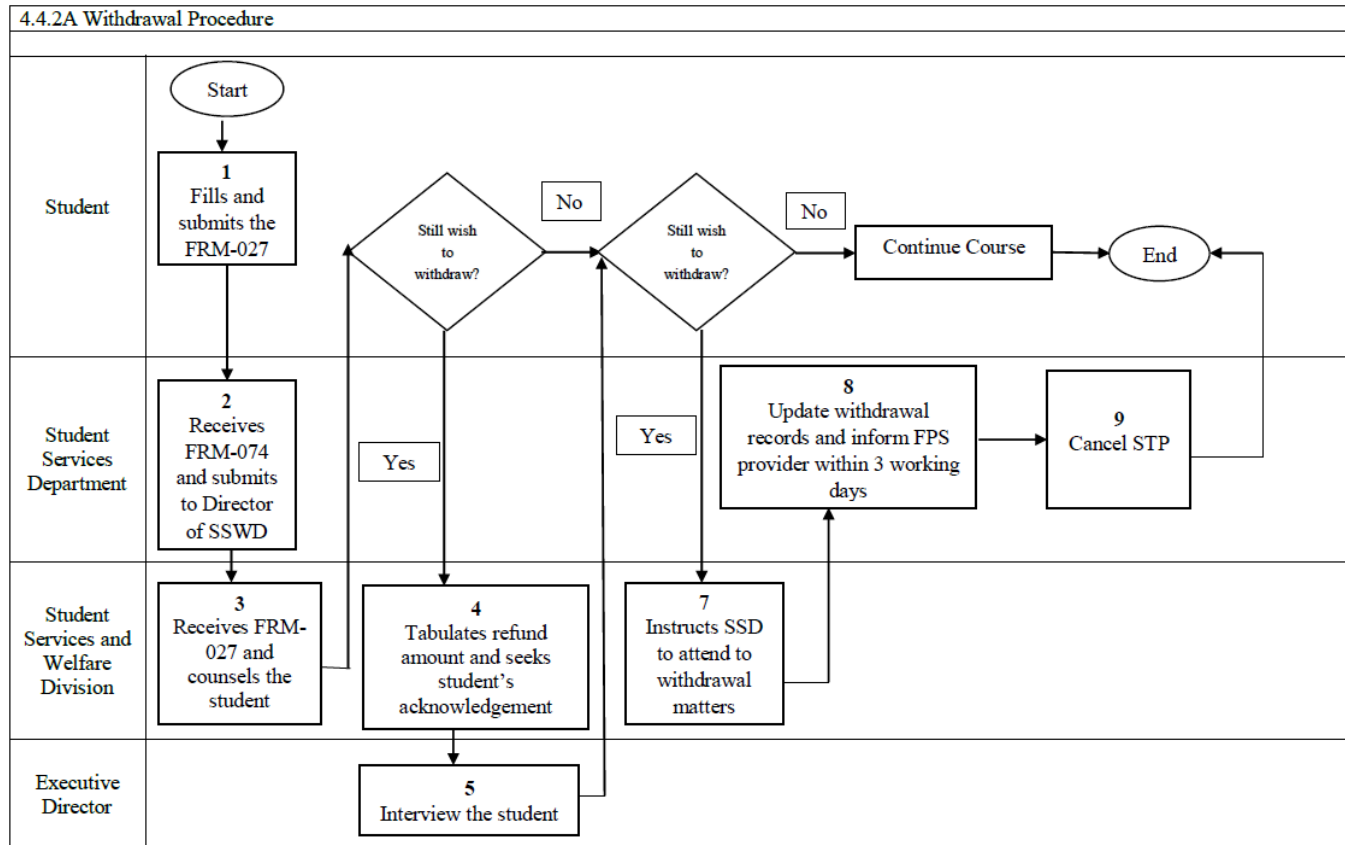 4.4.2A Withdrawal Procedure
Student
Start
1
Fills and
submits the
FRM-027
Still wish
to
withdraw?
No
Still wish
to
withdraw?
No
Continue Course
End
Student
Services
Department
2
Receives
FRM-074
and submits
to Director
of SSWD
Yes
Yes
8
Update withdrawal
records and inform FPS
provider within 3 working
days
9
Cancel STP
Student
Services and
Welfare
Division
3
Receives FRM-
027 and
counsels the
student
4
Tabulates refund
amount and seeks
student’s
acknowledgement
7
Instructs SSD
to attend to
withdrawal
matters
Executive
Director
5
Interview the student